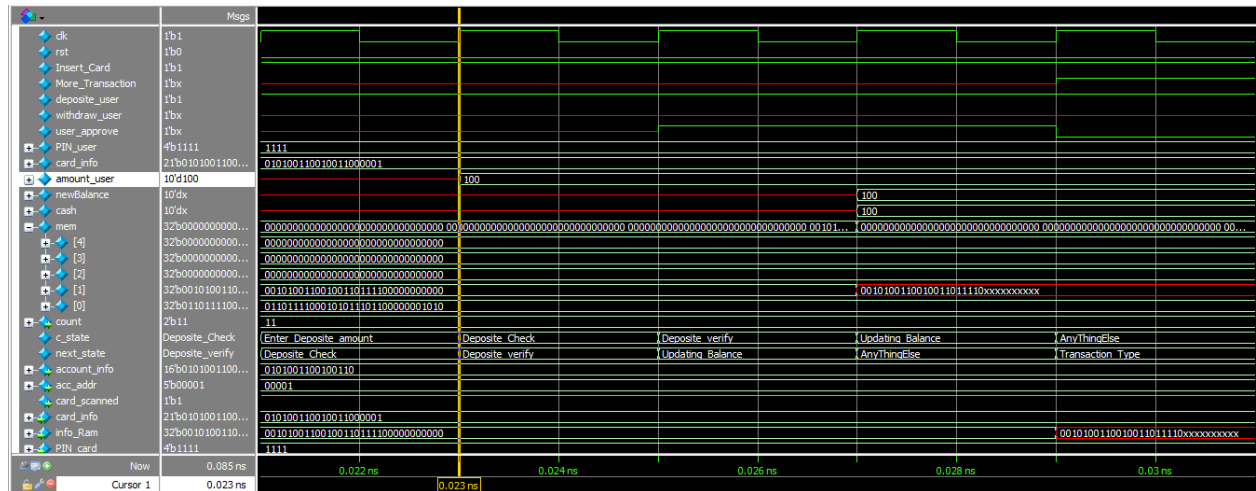 Msgs
clk 1'b1
rst 1'b0
Insert_Card 1'b1
More_Transaction 1'bx
deposite_user 1'b1
withdraw_user 1'bx
user_approve 1'bx
PIN_user 4'b1111 1111
card_info 21'b0101001100... 010100110010011000001
amount_user 10'd100 100
newBalance 10'dx 100
cash 10'dx 100
mem 32'b0000000000...
[4] 32'b0000000000... 00000000000000000000000000000000
[3] 32'b0000000000... 00000000000000000000000000000000
[2] 32'b0000000000... 00000000000000000000000000000000
[1] 32'b0010100110... 00101001100100110111100000000000 0010100110010011011110xxxxxxxxxx
[0] 32'b0110111100...
count 2'b11 11
c_state Deposite_Check Enter_Deposite_amount Deposite_Check Deposite_verify Updating_Balance AnyThingElse
next_state Deposite_verify Deposite_Check Deposite_verify Updating_Balance AnyThingElse Transaction_Type
account_info 16'b0101001100... 0101001100100110
acc_addr 5'b00001 00001
card_scanned 1'b1
card_info 21'b0101001100... 010100110010011000001
info_Ram 32'b0010100110... 00101001100100110111100000000000 0010100110010011011110xxxxxxxxxx
PIN_card 4'b1111 1111
Now 0.085 ns 0.022 ns 0.024 ns 0.026 ns 0.028 ns 0.03 ns
Cursor 1 0.023 ns 0.023 ns